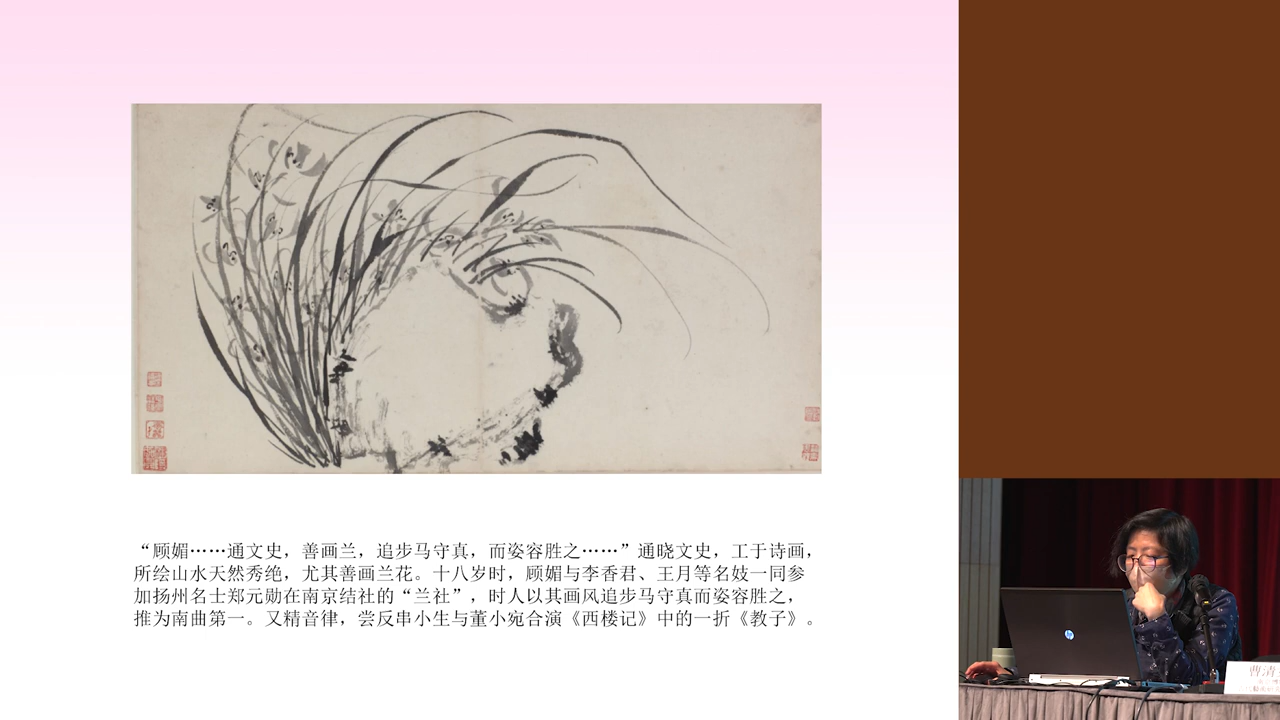 “顾媚……通文史，善画兰，追步马守真，而姿容胜之……”通晓文史，工于诗画，
所绘山水天然秀绝，尤其善画兰花。十八岁时，顾媚与李香君、王月等名妓一同参
加扬州名士郑元勋在南京结社的“兰社”，时人以其画风追步马守真而姿容胜之，
推为南曲第一。又精音律，尝反串小生与董小宛合演《西楼记》中的一折《教子》。
hp
曹清